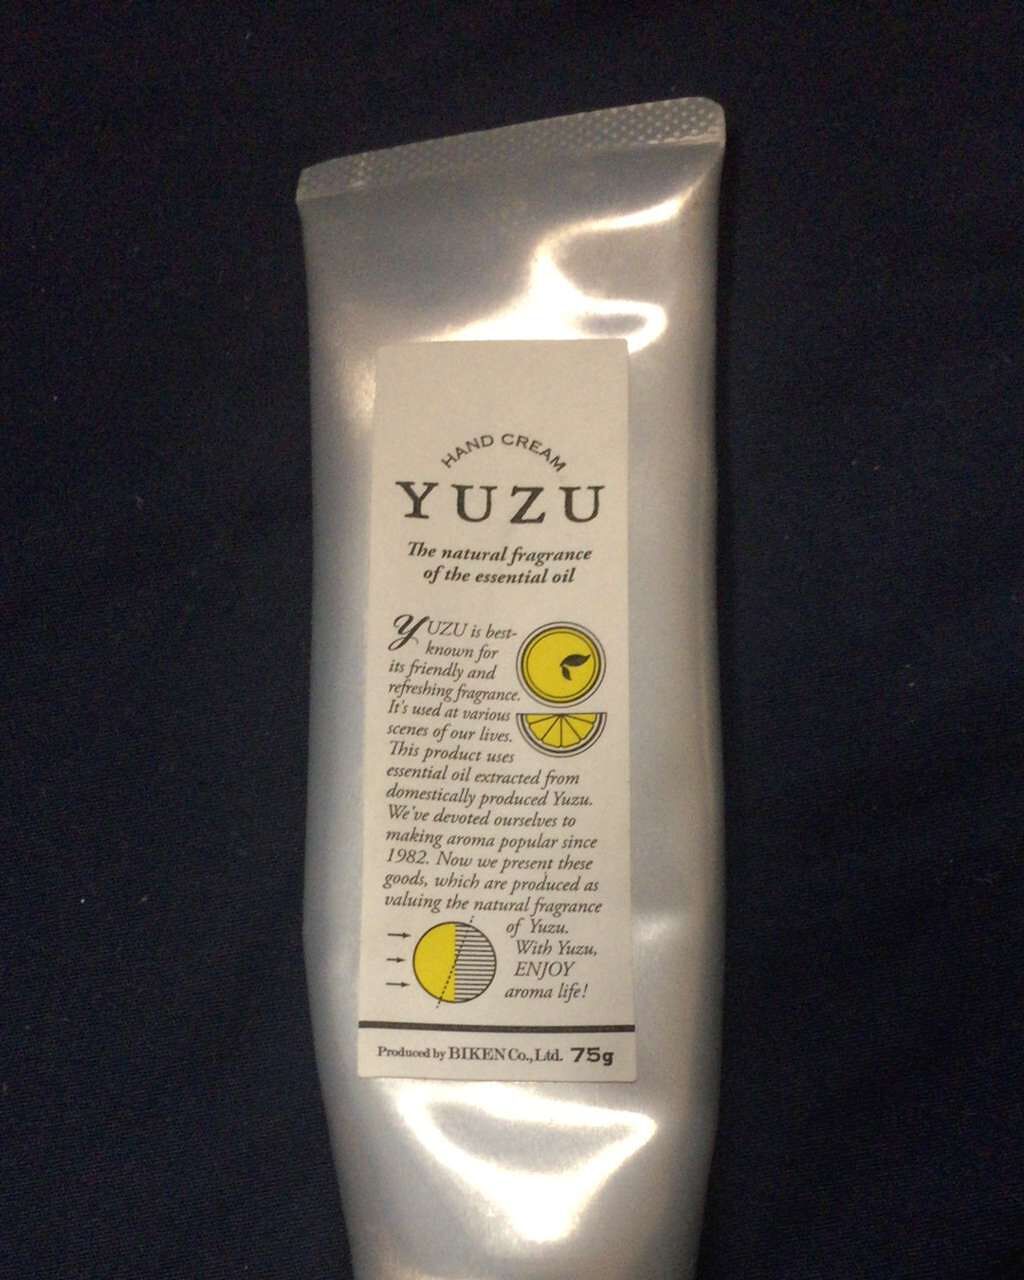 HAND CREAM
YUZU
The natural fragrance
of the essential oil
YUZU is best-
known for
its friendly and
refreshing fragrance.
It's used at various
scenes of our lives.
This product uses
essential oil extracted from
domestically produced Yuzu.
We've devoted ourselves to
making aroma popular since
1982. Now we present these
goods, which are produced as
valuing the natural fragrance
of Yuzu.
With Yuzu,
ENJOY
aroma life!
Produced by BIKEN Co., Ltd. 75g